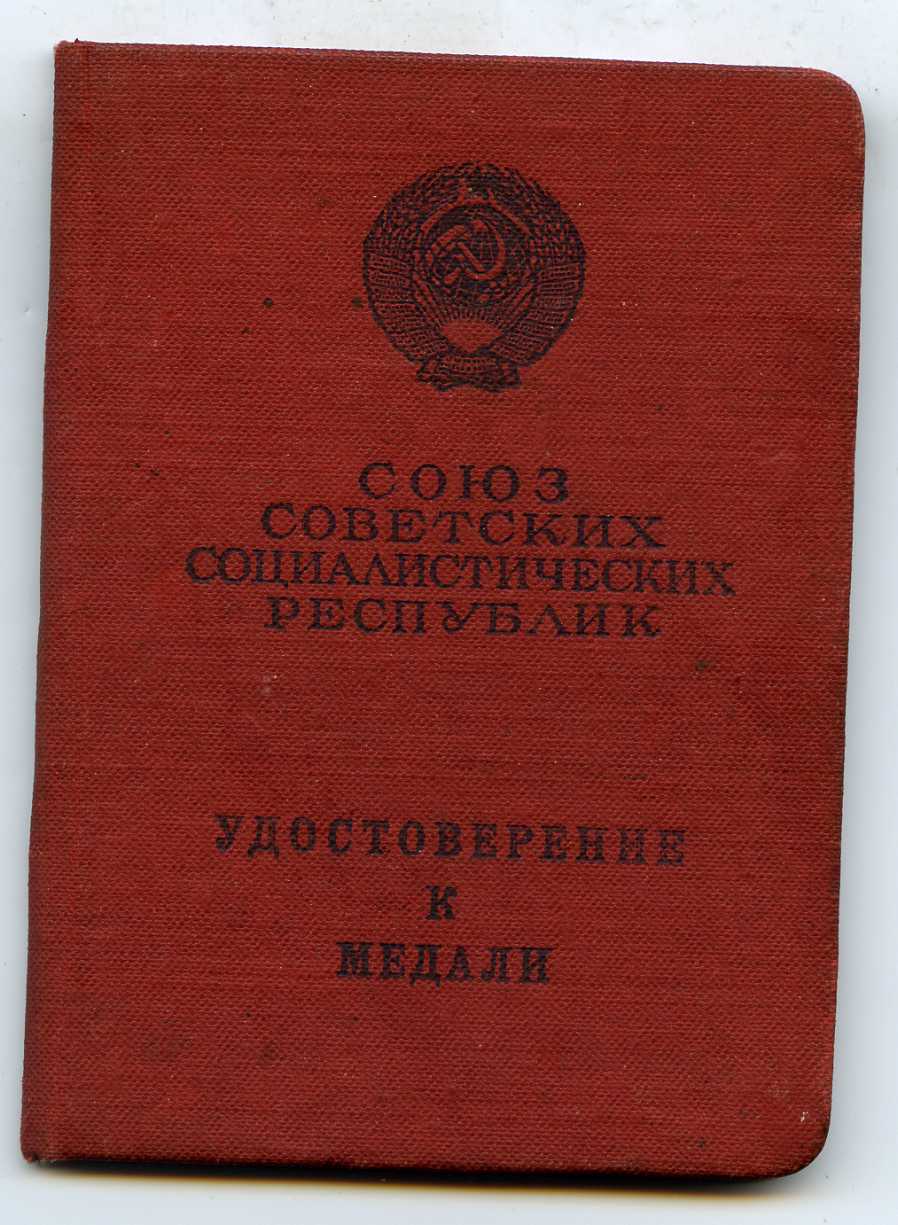 СОЮЗ
СОВЕТСКИХ
СОЦИАЛИСТИЧЕСКИХ
РЕСПУБЛИК
УДОСТОВЕРЕНИЕ
К
МЕДАЛИ